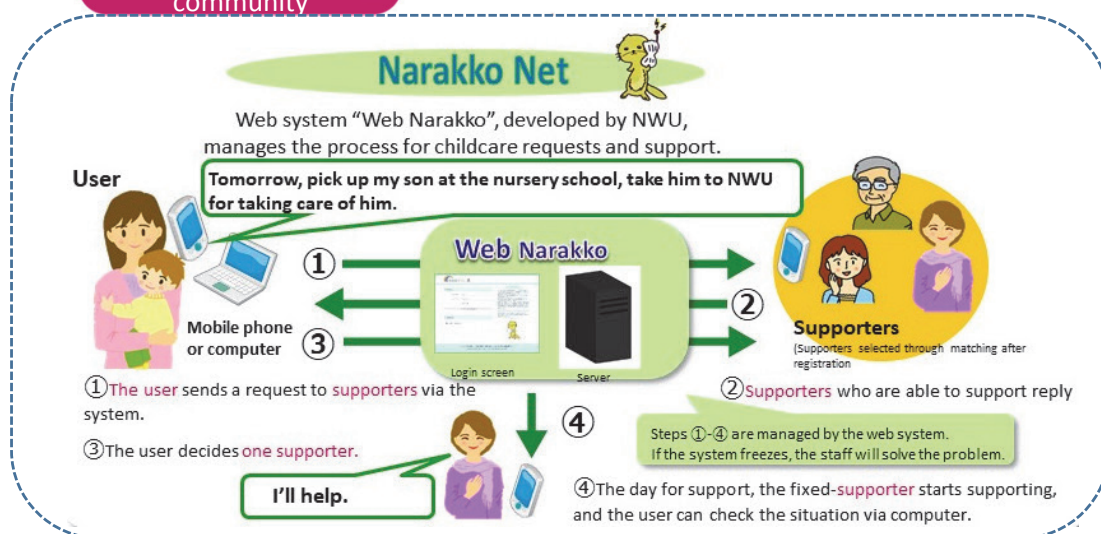 community
Narakko Net
Web system “Web Narakko”, developed by NWU,
manages the process for childcare requests and support.
User
Tomorrow, pick up my son at the nursery school, take him to NWU
for taking care of him.
Web Narakko
①
②
③
Mobile phone
or computer
Login screen
Server
Supporters
(Supporters selected through matching after
registration
①The user sends a request to supporters via the
system.
②Supporters who are able to support reply
③The user decides one supporter.
④
Steps ①-④ are managed by the web system.
If the system freezes, the staff will solve the problem.
I’ll help.
④The day for support, the fixed-supporter starts supporting,
and the user can check the situation via computer.